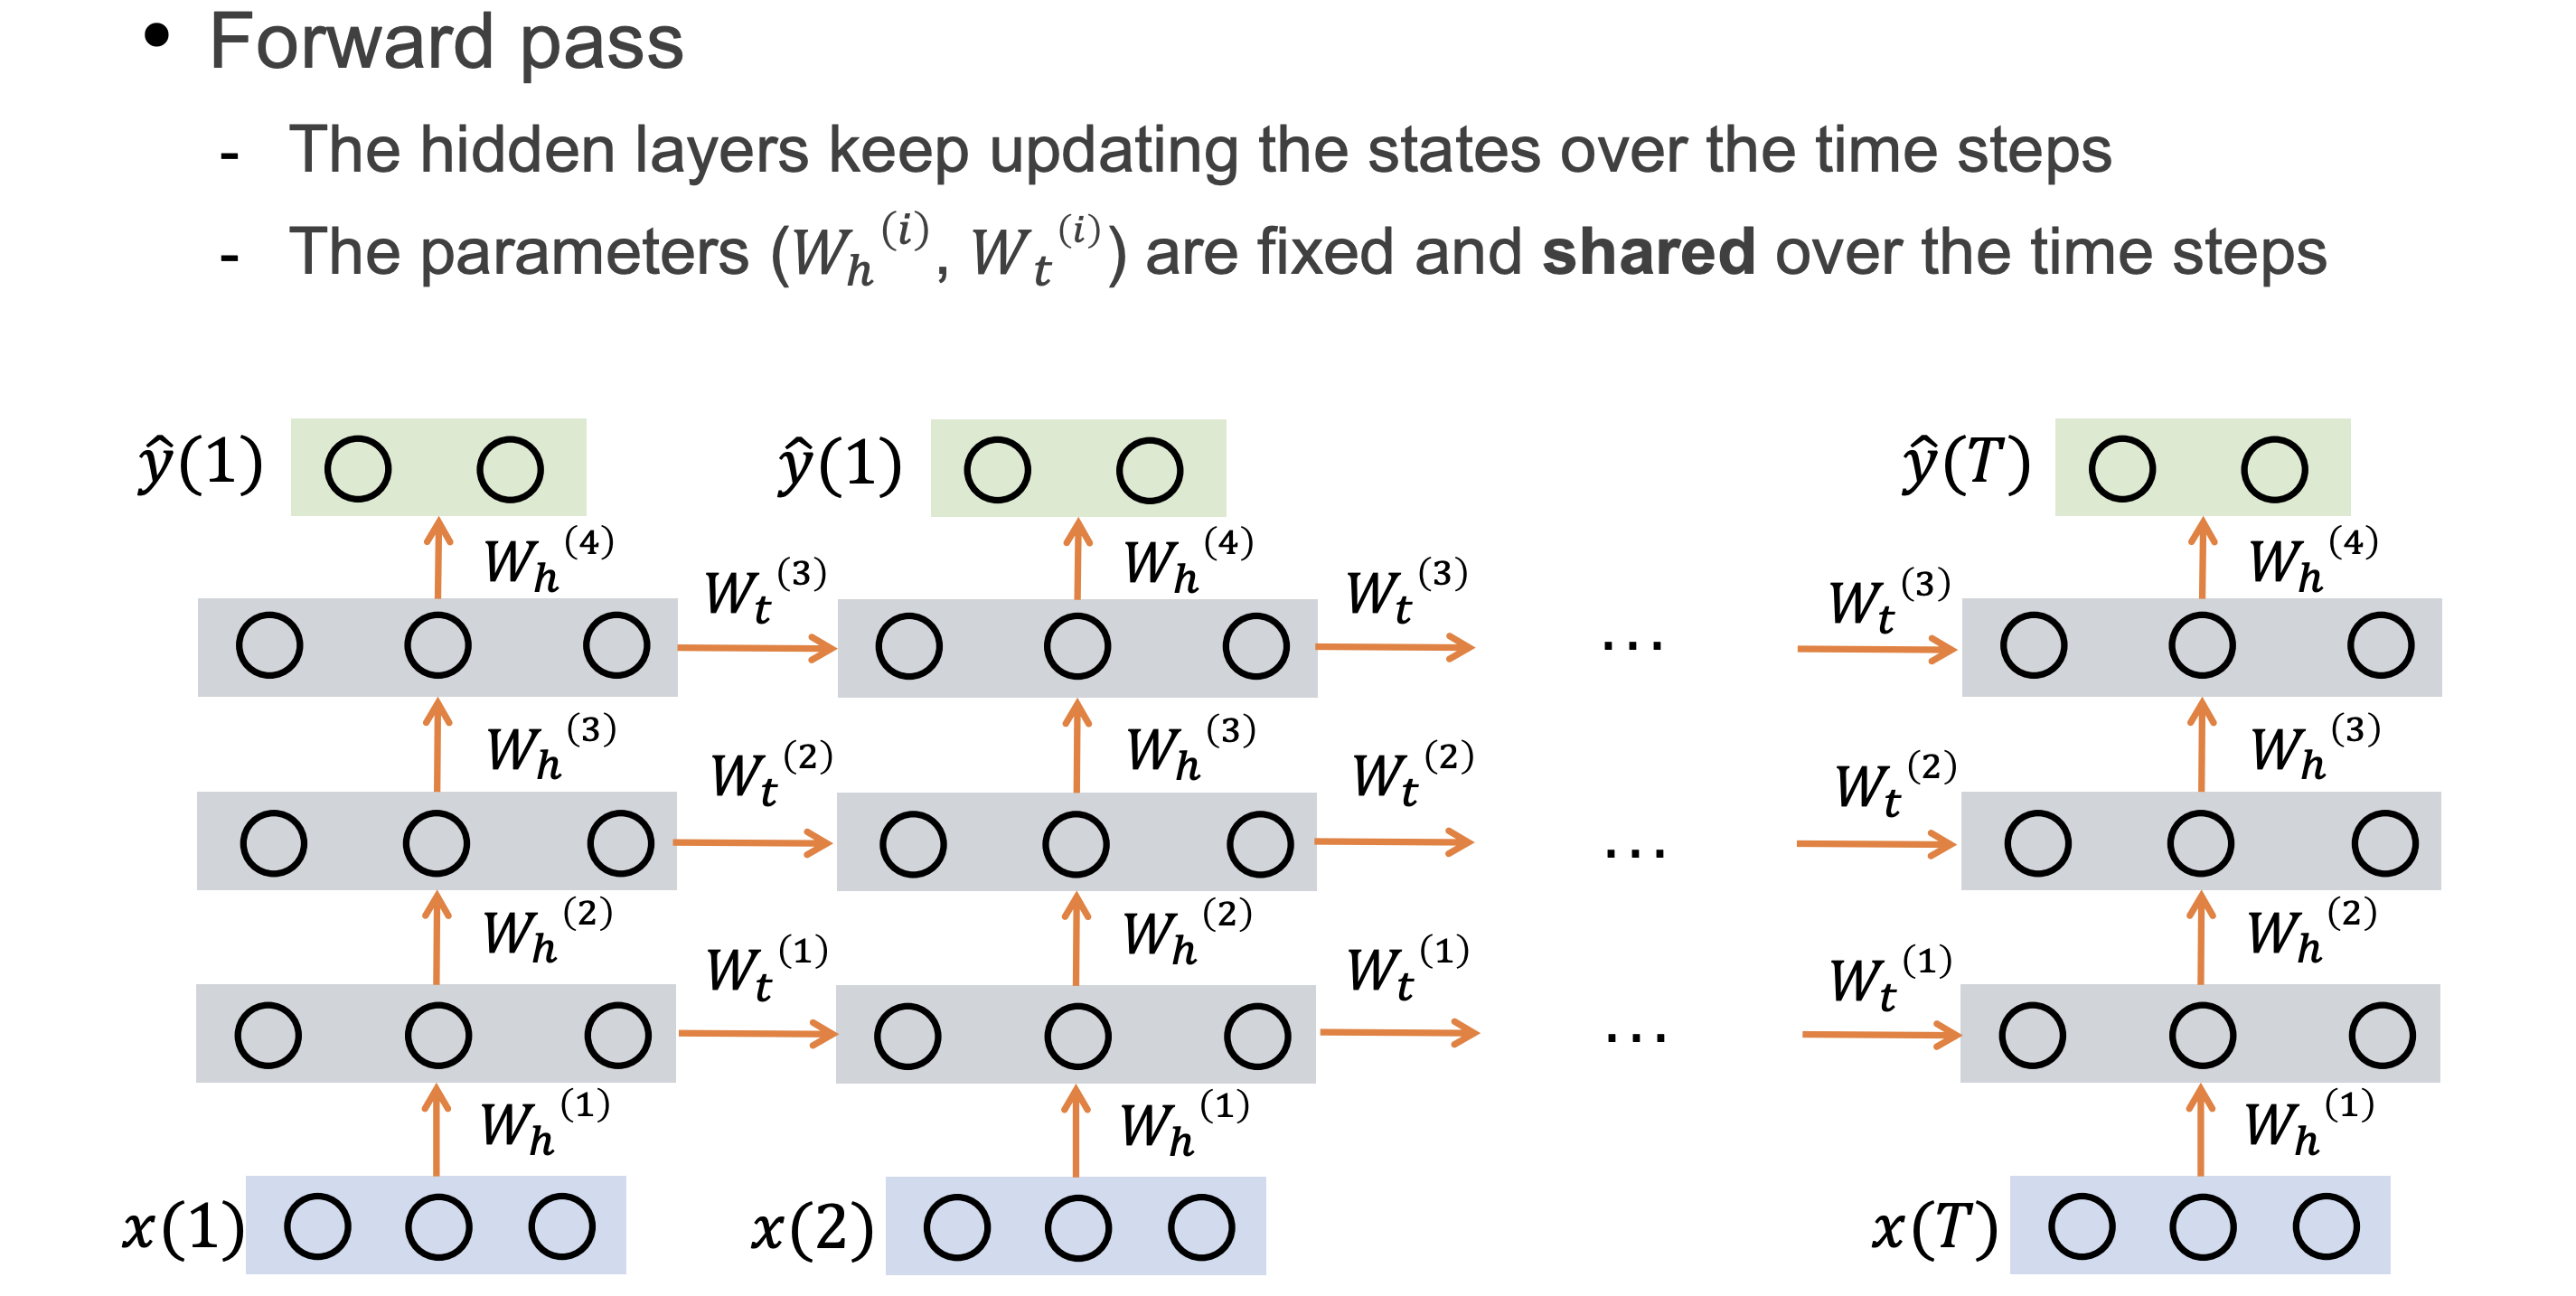 • Forward pass
- The hidden layers keep updating the states over the time steps
- The parameters (W_h^(i), W_t^(i)) are fixed and shared over the time steps
ŷ(1) ŷ(1) ŷ(T)
W_h^(4) W_h^(4) W_h^(4)
W_t^(3) W_t^(3) ... W_t^(3)
W_h^(3) W_h^(3) W_h^(3)
W_t^(2) W_t^(2) ... W_t^(2)
W_h^(2) W_h^(2) W_h^(2)
W_t^(1) W_t^(1) ... W_t^(1)
W_h^(1) W_h^(1) W_h^(1)
x(1) x(2) x(T)